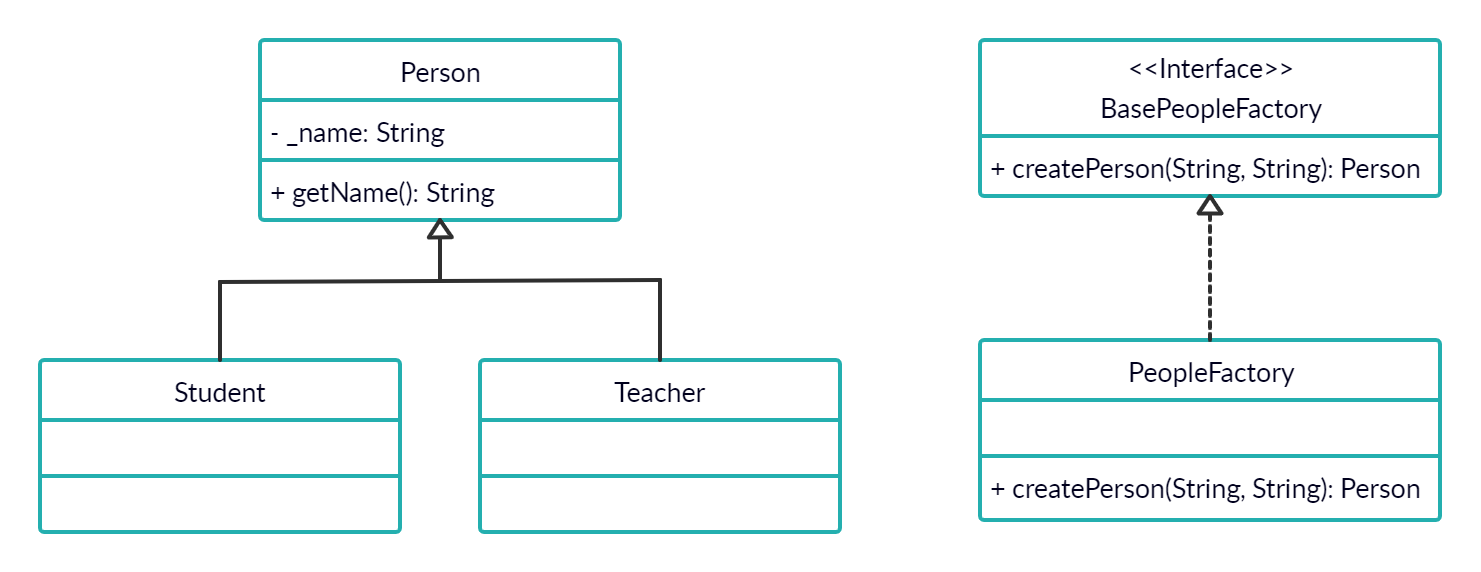 Person
- _name: String
+ getName(): String
Student
Teacher
<<Interface>>
BasePeopleFactory
+ createPerson(String, String): Person
PeopleFactory
+ createPerson(String, String): Person